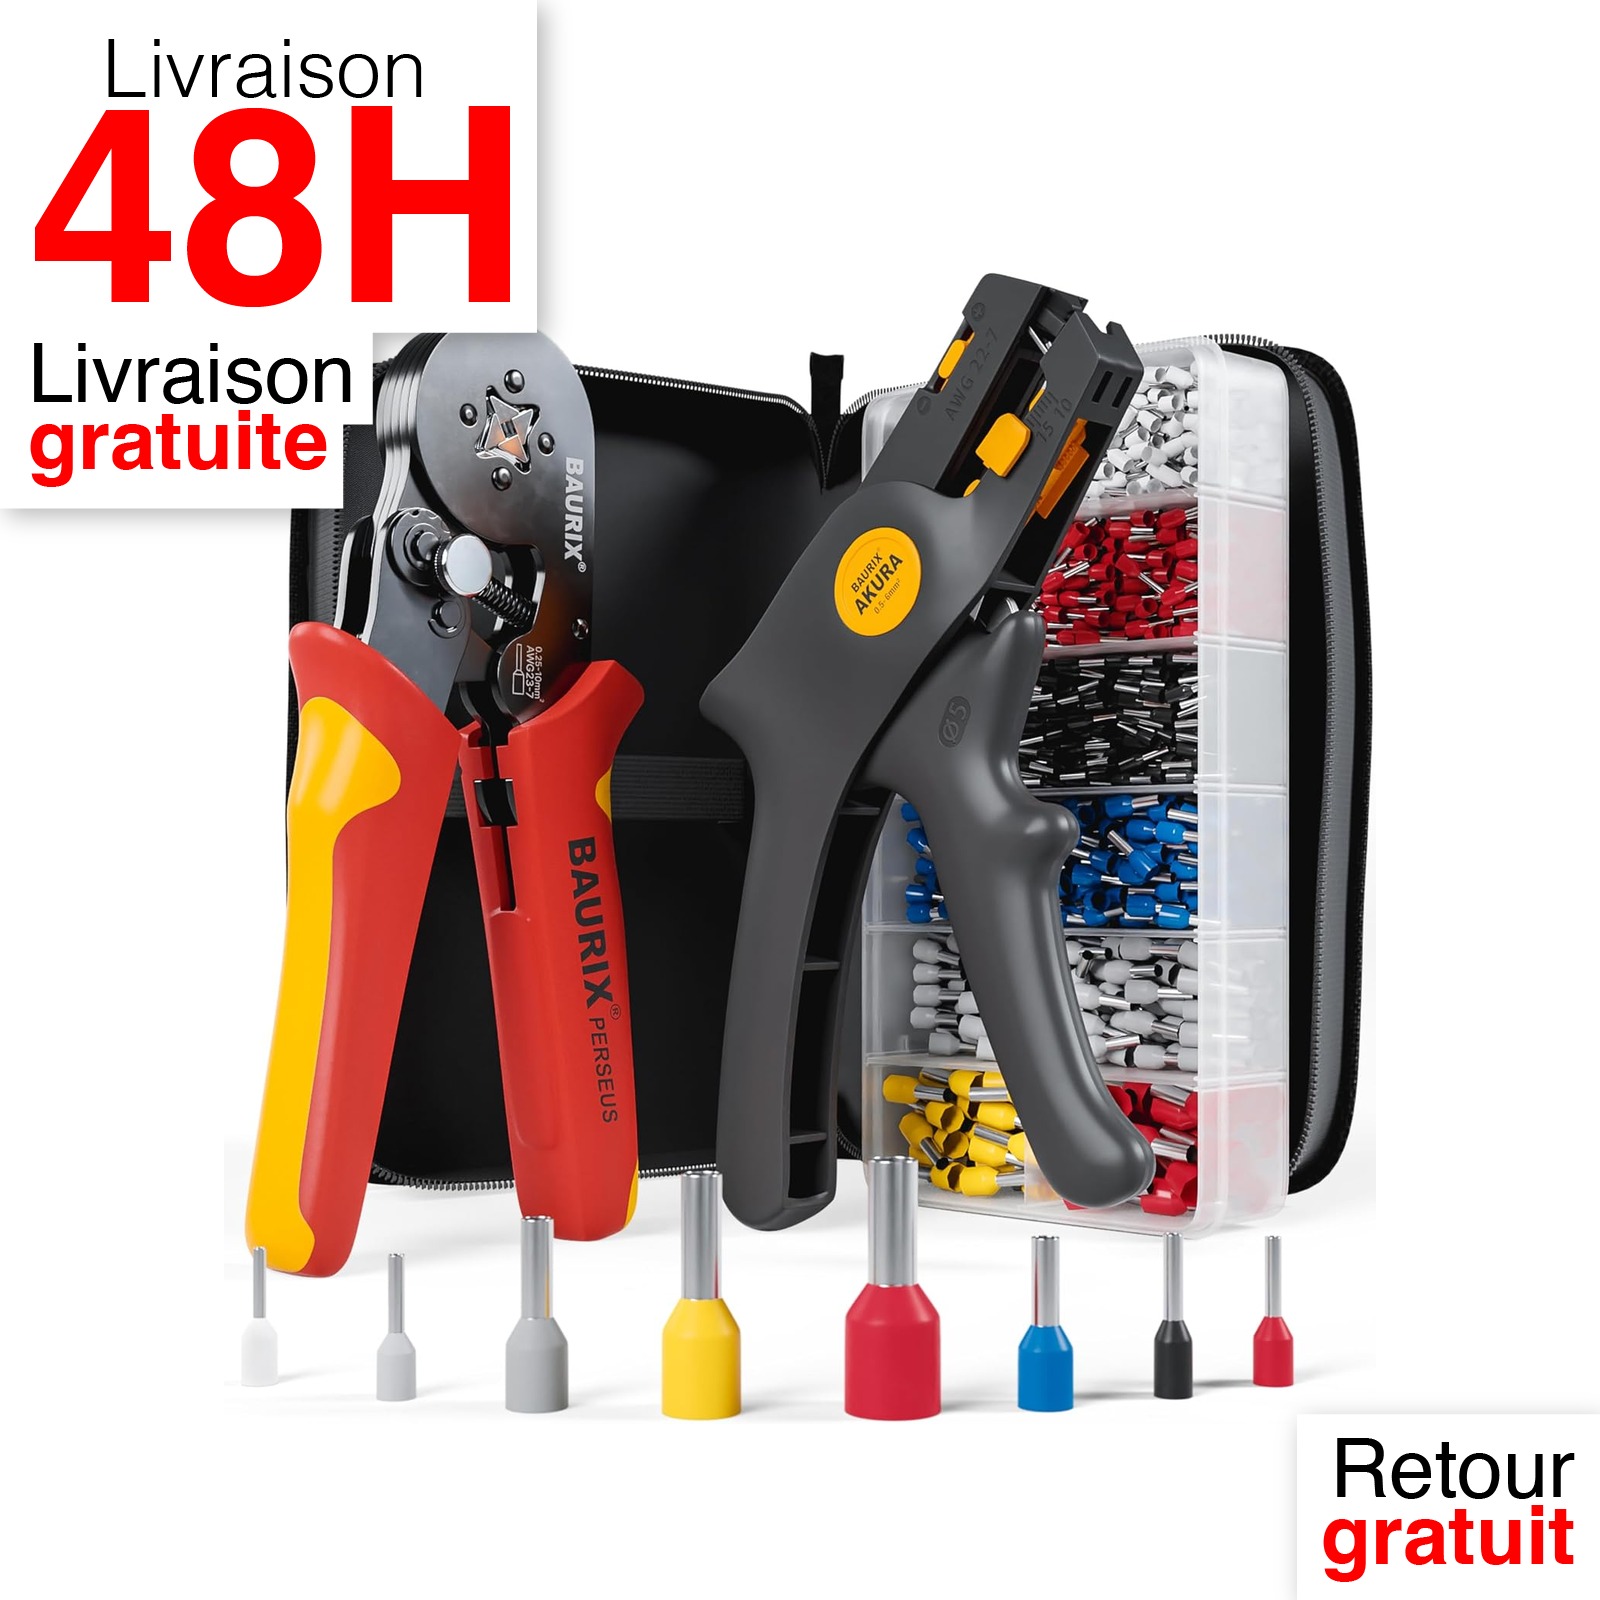 Livraison
48H
Livraison
gratuite
BAURIX®
0.25-10mm²
AWG23-7
BAURIX® PERSEUS
AWG 22-7
BAURIX®
AKURA
0.5-6mm²
Ø5
Retour
gratuit